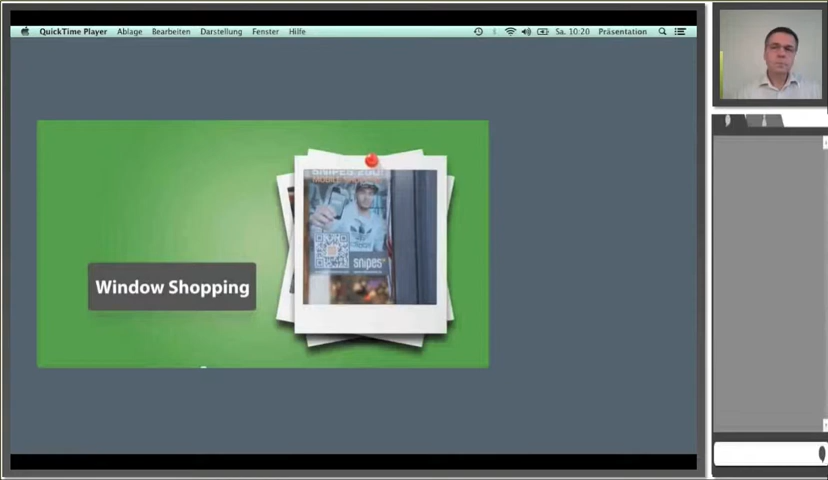 QuickTime Player Ablage Bearbeiten Darstellung Fenster Hilfe Sa. 10:20 Präsentation
Window Shopping
snipes